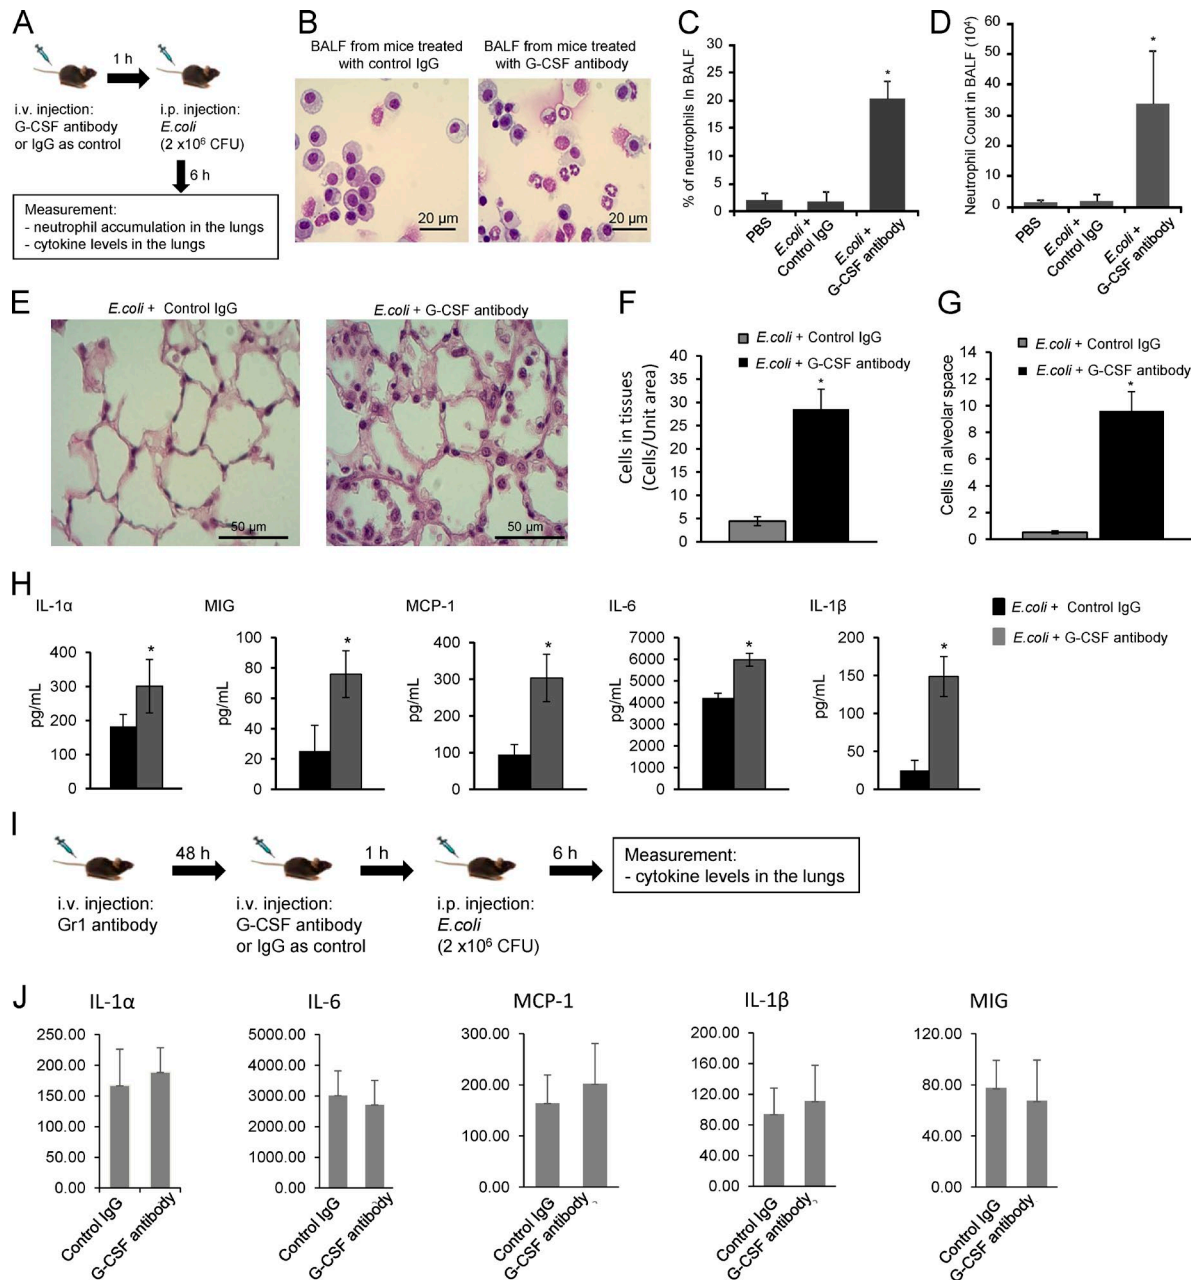 A
1 h
i.v. injection:
G-CSF antibody
or IgG as control
i.p. injection:
E.coli
(2 x10⁶ CFU)
6 h
Measurement:
- neutrophil accumulation in the lungs
- cytokine levels in the lungs
B
BALF from mice treated
with control IgG
BALF from mice treated
with G-CSF antibody
20 µm
20 µm
C
% of neutrophils In BALF
30
25
20
15
10
5
0
*
PBS
E.coli +
Control IgG
E.coli +
G-CSF antibody
D
Neutrophil Count in BALF (10⁴)
60
50
40
30
20
10
0
*
PBS
E.coli +
Control IgG
E.coli +
G-CSF antibody
E
E.coli + Control IgG
E.coli + G-CSF antibody
50 µm
50 µm
F
E.coli + Control IgG
E.coli + G-CSF antibody
Cells in tissues
(Cells/Unit area)
40
35
30
25
20
15
10
5
0
*
G
E.coli + Control IgG
E.coli + G-CSF antibody
Cells in alveolar space
14
12
10
8
6
4
2
0
*
H
IL-1α
pg/mL
400
300
200
100
0
*
MIG
pg/mL
100
80
60
40
20
0
*
MCP-1
pg/mL
400
300
200
100
0
*
IL-6
pg/mL
7000
6000
5000
4000
3000
2000
1000
0
*
IL-1β
pg/mL
200
150
100
50
0
*
E.coli + Control IgG
E.coli + G-CSF antibody
I
i.v. injection:
Gr1 antibody
48 h
i.v. injection:
G-CSF antibody
or IgG as control
1 h
i.p. injection:
E.coli
(2 x10⁶ CFU)
6 h
Measurement:
- cytokine levels in the lungs
J
IL-1α
250.00
200.00
150.00
100.00
50.00
0.00
Control IgG
G-CSF antibody
IL-6
5000.00
4000.00
3000.00
2000.00
1000.00
0.00
Control IgG
G-CSF antibody
MCP-1
300.00
200.00
100.00
0.00
Control IgG
G-CSF antibody
IL-1β
200.00
160.00
120.00
80.00
40.00
0.00
Control IgG
G-CSF antibody
MIG
120.00
80.00
40.00
0.00
Control IgG
G-CSF antibody